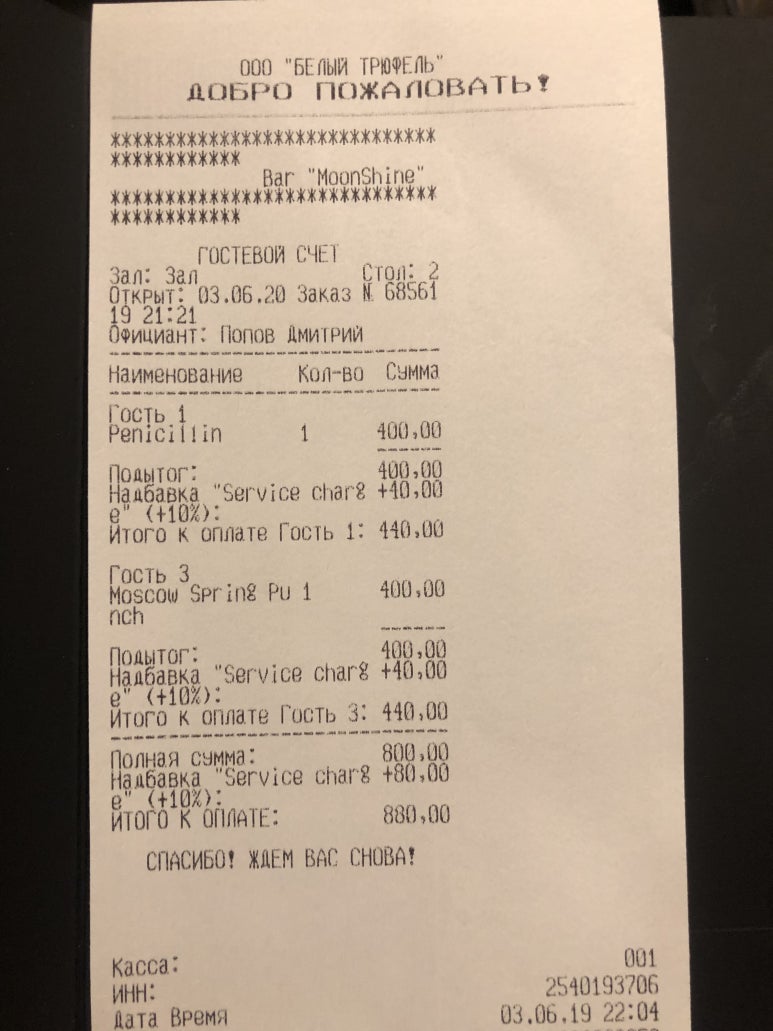 ООО "БЕЛЫЙ ТРЮФЕЛЬ"
ДОБРО ПОЖАЛОВАТЬ!
******************************
************
Bar "MoonShine"
******************************
************
ГОСТЕВОЙ СЧЕТ
Зал: Зал Стол: 2
Открыт: 03.06.20 Заказ № 68561
19 21:21
Официант: Попов Дмитрий
Наименование Кол-во Сумма
Гость 1
Penicillin 1 400,00
Подытог: 400,00
Надбавка "Service charg +40,00
e" (+10%):
Итого к оплате Гость 1: 440,00
Гость 3
Moscow Spring Pu 1 400,00
nch
Подытог: 400,00
Надбавка "Service charg +40,00
e" (+10%):
Итого к оплате Гость 3: 440,00
Полная сумма: 800,00
Надбавка "Service charg +80,00
e" (+10%):
ИТОГО К ОПЛАТЕ: 880,00
СПАСИБО! ЖДЕМ ВАС СНОВА!
Касса: 001
ИНН: 2540193706
Дата Время 03.06.19 22:04